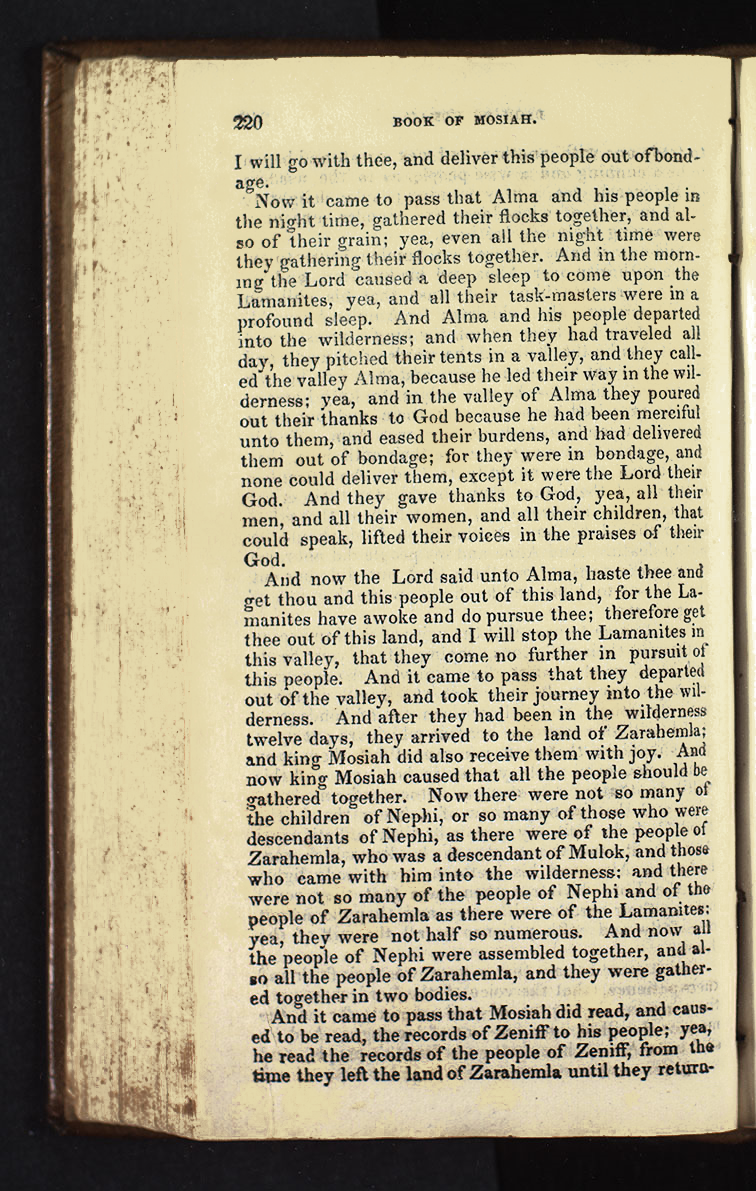 220
BOOK OF MOSIAH.
I will go with thee, and deliver this people out of bond-
age.
Now it came to pass that Alma and his people in
the night time, gathered their flocks together, and al-
so of their grain; yea, even all the night time were
they gathering their flocks together. And in the morn-
ing the Lord caused a deep sleep to come upon the
Lamanites, yea, and all their task-masters were in a
profound sleep. And Alma and his people departed
into the wilderness; and when they had traveled all
day, they pitched their tents in a valley, and they call-
ed the valley Alma, because he led their way in the wil-
derness; yea, and in the valley of Alma they poured
out their thanks to God because he had been merciful
unto them, and eased their burdens, and had delivered
them out of bondage; for they were in bondage, and
none could deliver them, except it were the Lord their
God. And they gave thanks to God, yea, all their
men, and all their women, and all their children, that
could speak, lifted their voices in the praises of their
God.
And now the Lord said unto Alma, haste thee and
get thou and this people out of this land, for the La-
manites have awoke and do pursue thee; therefore get
thee out of this land, and I will stop the Lamanites in
this valley, that they come no further in pursuit of
this people. And it came to pass that they departed
out of the valley, and took their journey into the wil-
derness. And after they had been in the wilderness
twelve days, they arrived to the land of Zarahemla;
and king Mosiah did also receive them with joy. And
now king Mosiah caused that all the people should be
gathered together. Now there were not so many of
the children of Nephi, or so many of those who were
descendants of Nephi, as there were of the people of
Zarahemla, who was a descendant of Mulok, and those
who came with him into the wilderness: and there
were not so many of the people of Nephi and of the
people of Zarahemla as there were of the Lamanites;
yea, they were not half so numerous. And now all
the people of Nephi were assembled together, and al-
so all the people of Zarahemla, and they were gather-
ed together in two bodies.
And it came to pass that Mosiah did read, and caus-
ed to be read, the records of Zeniff to his people; yea,
he read the records of the people of Zeniff, from the
time they left the land of Zarahemla until they return-